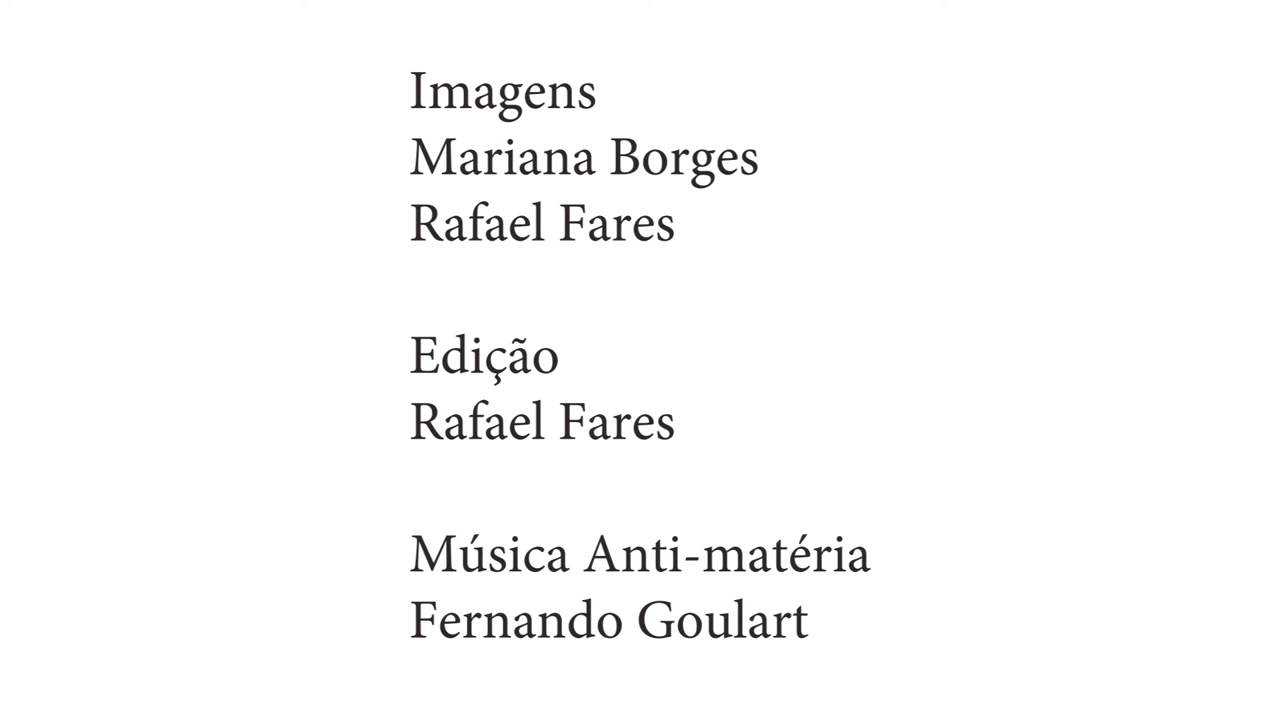 Imagens
Mariana Borges
Rafael Fares
Edição
Rafael Fares
Música Anti-matéria
Fernando Goulart